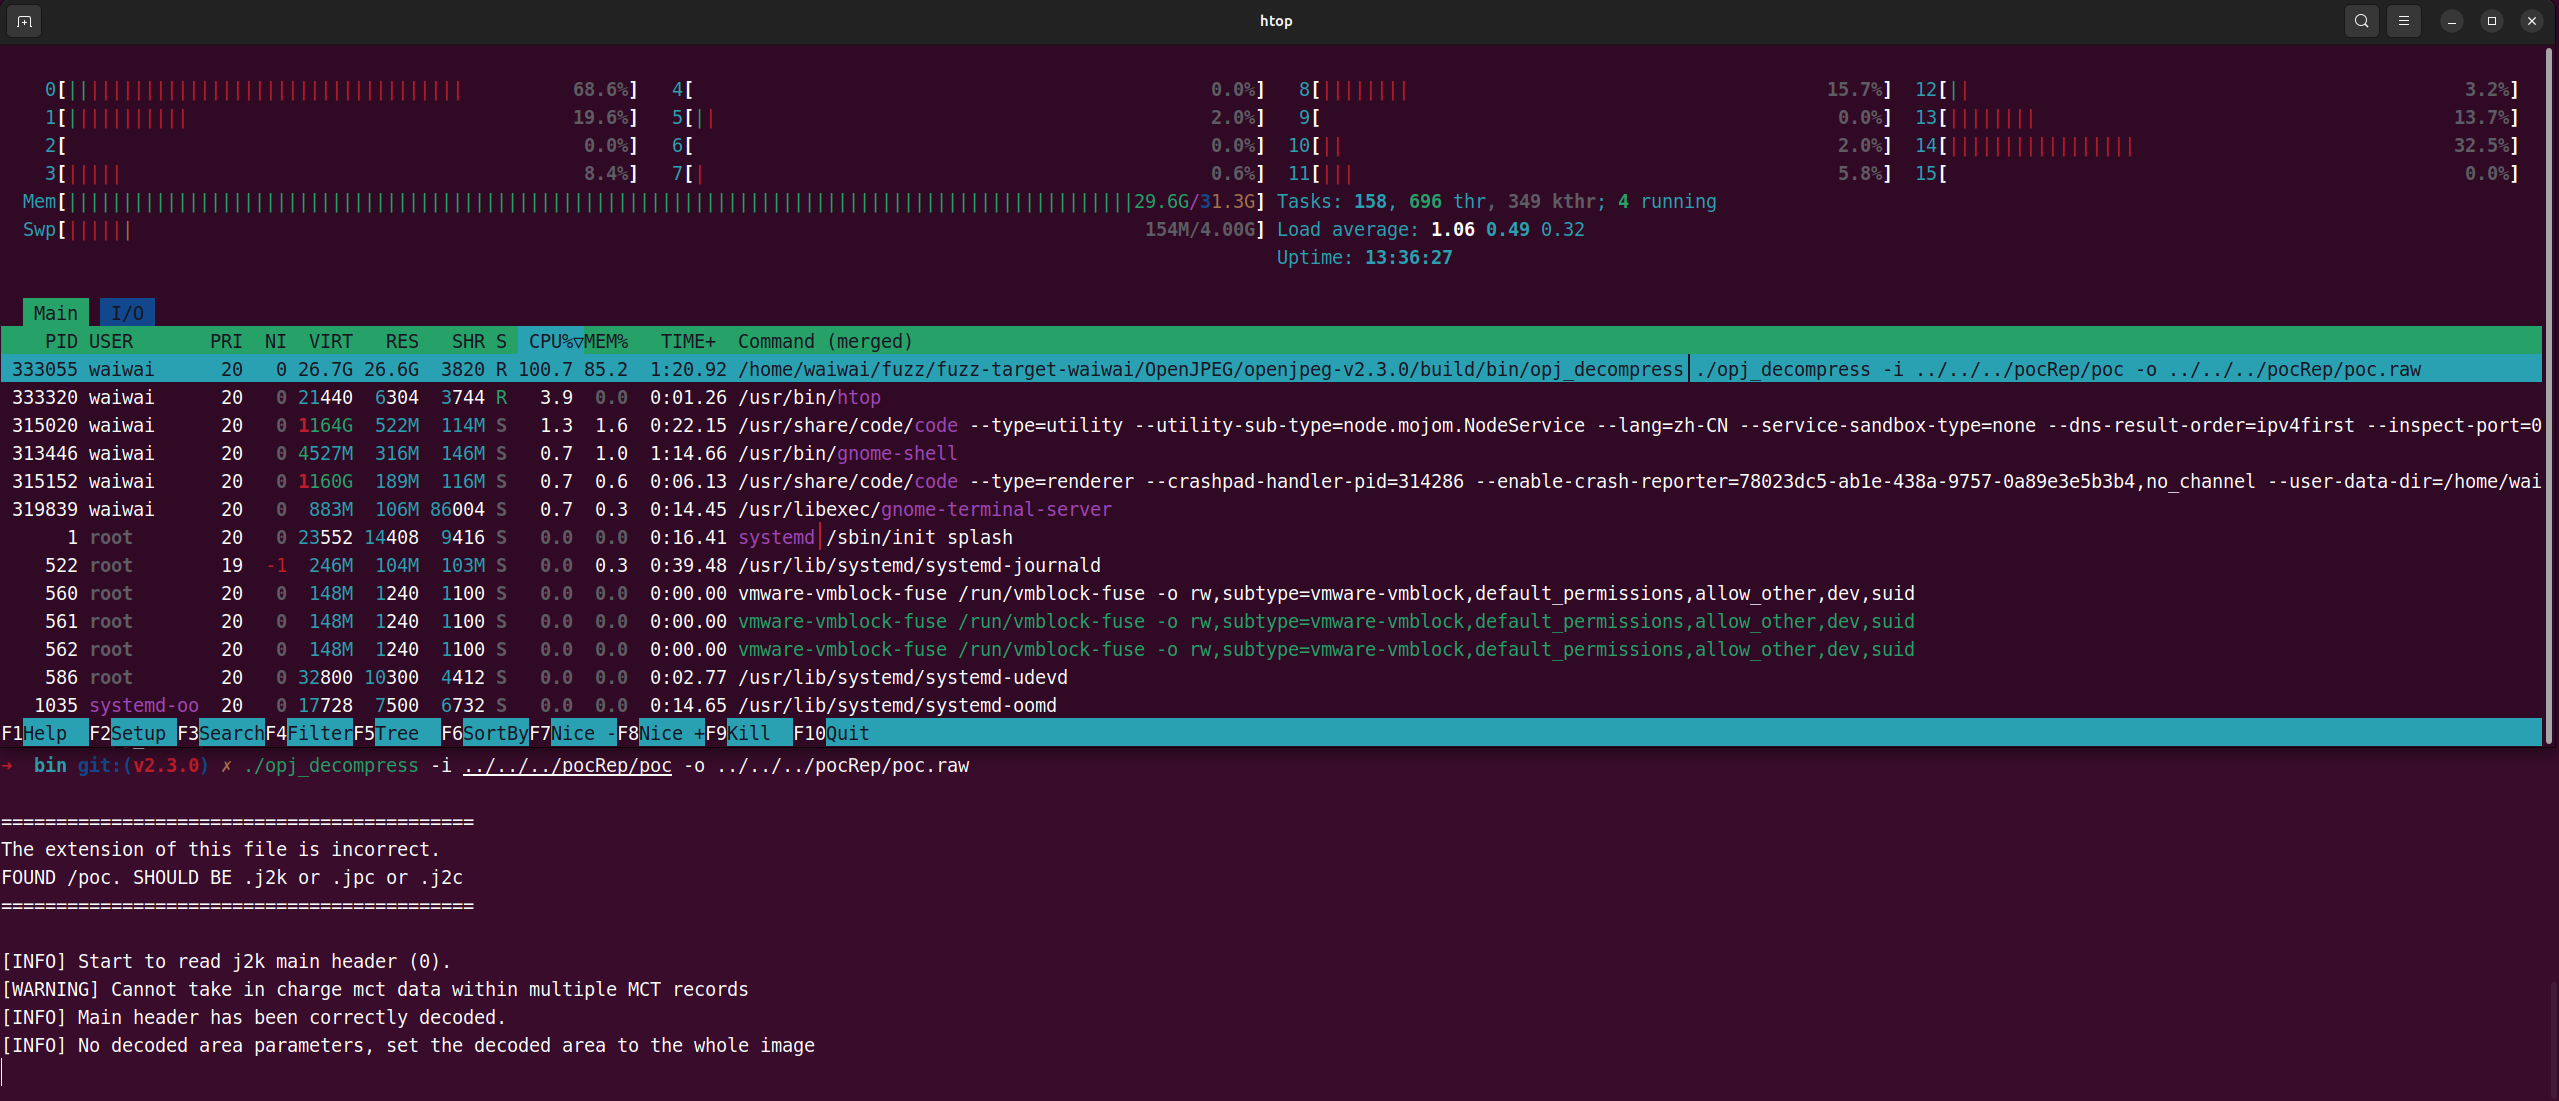 htop
0[||||||||||||||||||||||||||||||||||||  68.6%]  4[  0.0%]  8[||||||||  15.7%]  12[||  3.2%]
1[|||||||||||  19.6%]  5[||  2.0%]  9[  0.0%]  13[||||||||  13.7%]
2[  0.0%]  6[  0.0%]  10[||  2.0%]  14[|||||||||||||||||  32.5%]
3[|||||  8.4%]  7[|  0.6%]  11[|||  5.8%]  15[  0.0%]
Mem[|||||||||||||||||||||||||||||||||||||||||||||||||||||||||||||||||||||||||||||||||||||||||||||||||29.6G/31.3G]  Tasks: 158, 696 thr, 349 kthr; 4 running
Swp[||||||  154M/4.00G]  Load average: 1.06 0.49 0.32
Uptime: 13:36:27
Main I/O
PID USER PRI NI VIRT RES SHR S CPU%▽MEM% TIME+ Command (merged)
333055 waiwai 20 0 26.7G 26.6G 3820 R 100.7 85.2 1:20.92 /home/waiwai/fuzz/fuzz-target-waiwai/OpenJPEG/openjpeg-v2.3.0/build/bin/opj_decompress│./opj_decompress -i ../../../pocRep/poc -o ../../../pocRep/poc.raw
333320 waiwai 20 0 21440 6304 3744 R 3.9 0.0 0:01.26 /usr/bin/htop
315020 waiwai 20 0 1164G 522M 114M S 1.3 1.6 0:22.15 /usr/share/code/code --type=utility --utility-sub-type=node.mojom.NodeService --lang=zh-CN --service-sandbox-type=none --dns-result-order=ipv4first --inspect-port=0
313446 waiwai 20 0 4527M 316M 146M S 0.7 1.0 1:14.66 /usr/bin/gnome-shell
315152 waiwai 20 0 1160G 189M 116M S 0.7 0.6 0:06.13 /usr/share/code/code --type=renderer --crashpad-handler-pid=314286 --enable-crash-reporter=78023dc5-ab1e-438a-9757-0a89e3e5b3b4,no_channel --user-data-dir=/home/wai
319839 waiwai 20 0 883M 106M 86004 S 0.7 0.3 0:14.45 /usr/libexec/gnome-terminal-server
1 root 20 0 23552 14408 9416 S 0.0 0.0 0:16.41 systemd│/sbin/init splash
522 root 19 -1 246M 104M 103M S 0.0 0.3 0:39.48 /usr/lib/systemd/systemd-journald
560 root 20 0 148M 1240 1100 S 0.0 0.0 0:00.00 vmware-vmblock-fuse /run/vmblock-fuse -o rw,subtype=vmware-vmblock,default_permissions,allow_other,dev,suid
561 root 20 0 148M 1240 1100 S 0.0 0.0 0:00.00 vmware-vmblock-fuse /run/vmblock-fuse -o rw,subtype=vmware-vmblock,default_permissions,allow_other,dev,suid
562 root 20 0 148M 1240 1100 S 0.0 0.0 0:00.00 vmware-vmblock-fuse /run/vmblock-fuse -o rw,subtype=vmware-vmblock,default_permissions,allow_other,dev,suid
586 root 20 0 32800 10300 4412 S 0.0 0.0 0:02.77 /usr/lib/systemd/systemd-udevd
1035 systemd-oo 20 0 17728 7500 6732 S 0.0 0.0 0:14.65 /usr/lib/systemd/systemd-oomd
F1Help F2Setup F3SearchF4FilterF5Tree F6SortByF7Nice -F8Nice +F9Kill F10Quit
→ bin git:(v2.3.0) ✗ ./opj_decompress -i ../../../pocRep/poc -o ../../../pocRep/poc.raw
===========================================
The extension of this file is incorrect.
FOUND /poc. SHOULD BE .j2k or .jpc or .j2c
===========================================
[INFO] Start to read j2k main header (0).
[WARNING] Cannot take in charge mct data within multiple MCT records
[INFO] Main header has been correctly decoded.
[INFO] No decoded area parameters, set the decoded area to the whole image